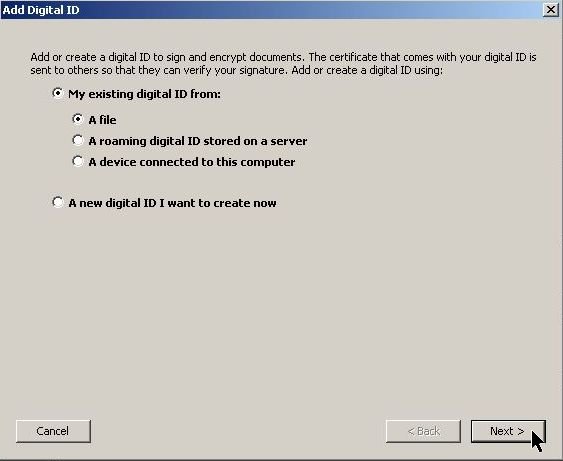 Add Digital ID
Add or create a digital ID to sign and encrypt documents. The certificate that comes with your digital ID is
sent to others so that they can verify your signature. Add or create a digital ID using:
My existing digital ID from:
A file
A roaming digital ID stored on a server
A device connected to this computer
A new digital ID I want to create now
Cancel
< Back
Next >